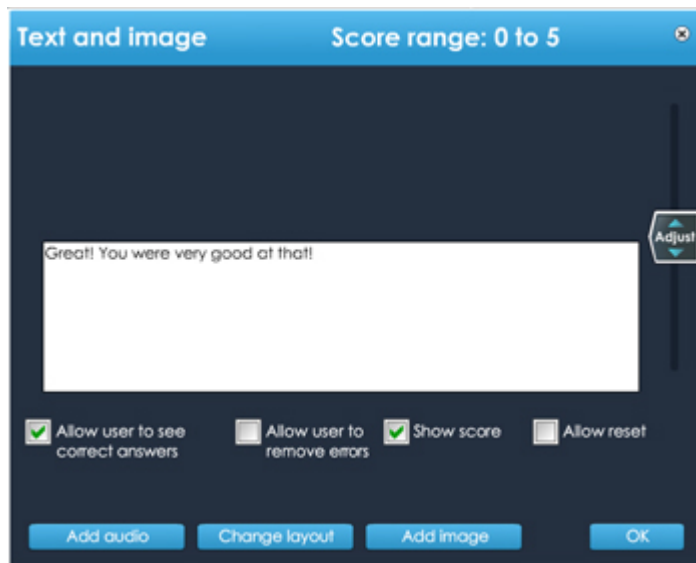 Text and image
Score range: 0 to 5
Adjust
Great! You were very good at that!
Allow user to see
correct answers
Allow user to
remove errors
Show score
Allow reset
Add audio
Change layout
Add image
OK